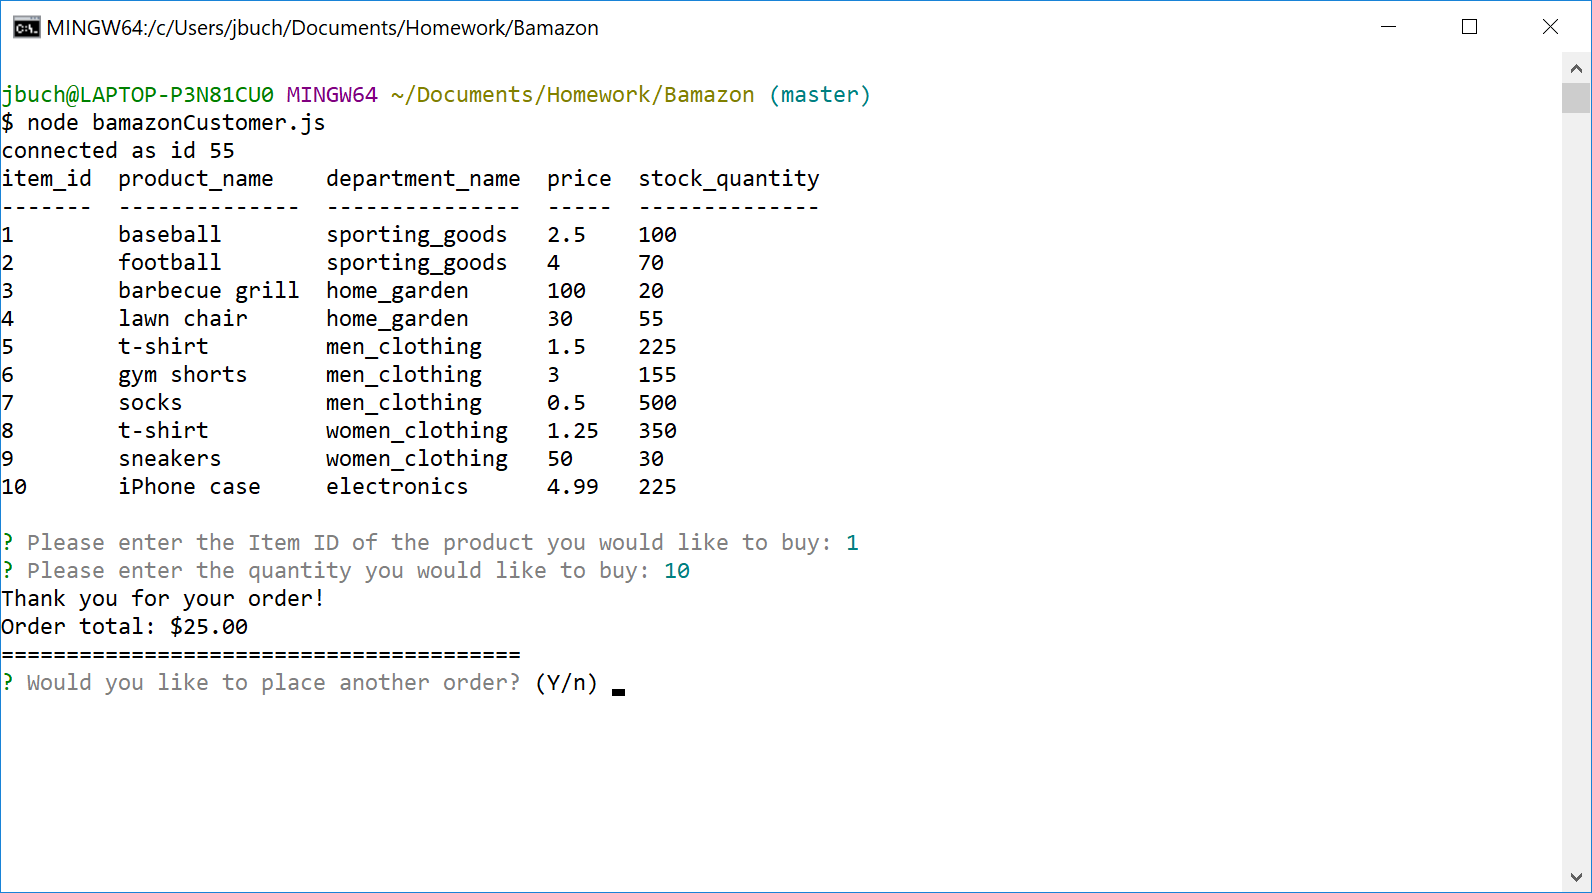 MINGW64:/c/Users/jbuch/Documents/Homework/Bamazon
jbuch@LAPTOP-P3N81CU0 MINGW64 ~/Documents/Homework/Bamazon (master)
$ node bamazonCustomer.js
connected as id 55
item_id  product_name    department_name  price  stock_quantity
-------  --------------  ---------------  -----  --------------
1        baseball        sporting_goods   2.5    100
2        football        sporting_goods   4      70
3        barbecue grill  home_garden      100    20
4        lawn chair      home_garden      30     55
5        t-shirt         men_clothing     1.5    225
6        gym shorts      men_clothing     3      155
7        socks           men_clothing     0.5    500
8        t-shirt         women_clothing   1.25   350
9        sneakers        women_clothing   50     30
10       iPhone case     electronics      4.99   225
? Please enter the Item ID of the product you would like to buy: 1
? Please enter the quantity you would like to buy: 10
Thank you for your order!
Order total: $25.00
========================================
? Would you like to place another order? (Y/n)